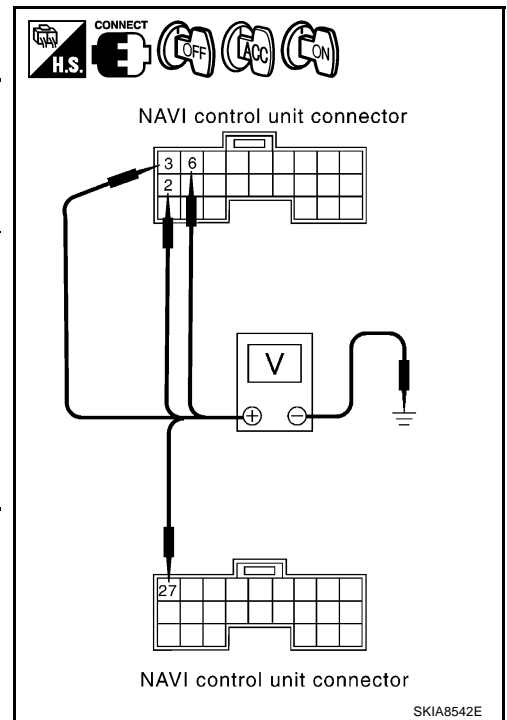 H.S.
CONNECT
OFF
ACC
ON
NAVI control unit connector
3 6
2
V
+ −
27
NAVI control unit connector
SKIA8542E